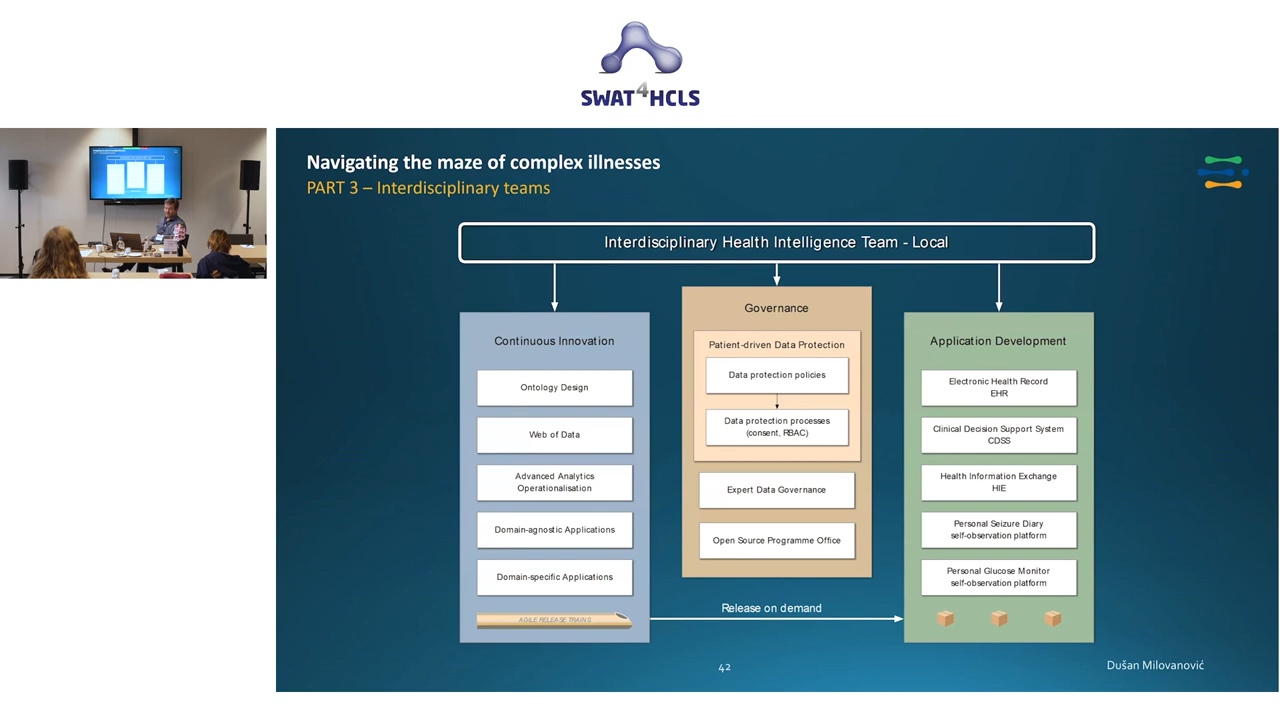 SWAT4HCLS
Navigating the maze of complex illnesses
PART 3 – Interdisciplinary teams
Interdisciplinary Health Intelligence Team - Local
Continuous Innovation
Ontology Design
Web of Data
Advanced Analytics
Operationalisation
Domain-agnostic Applications
Domain-specific Applications
AGILE RELEASE TRAINS
Governance
Patient-driven Data Protection
Data protection policies
Data protection processes
(consent, RBAC)
Expert Data Governance
Open Source Programme Office
Application Development
Electronic Health Record
EHR
Clinical Decision Support System
CDSS
Health Information Exchange
HIE
Personal Seizure Diary
self-observation platform
Personal Glucose Monitor
self-observation platform
Release on demand
42
Dušan Milovanović